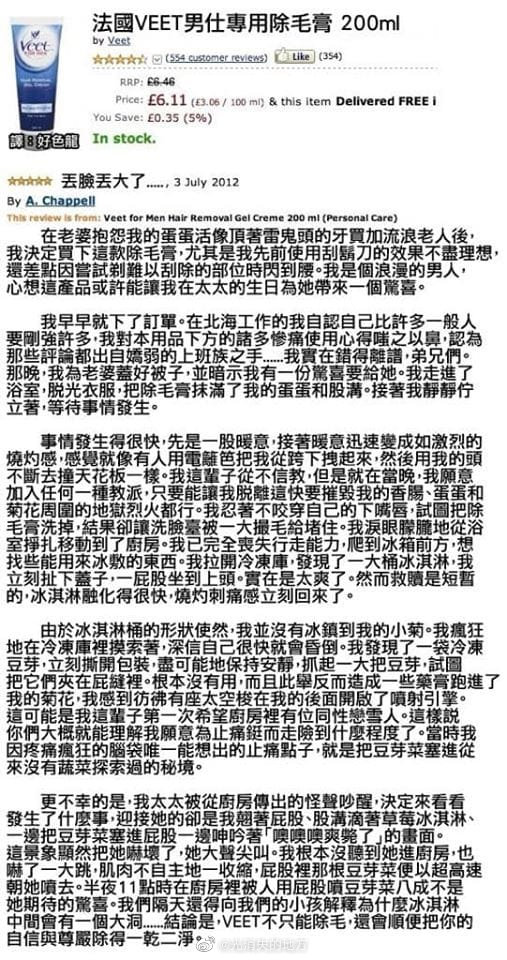 法國VEET男仕專用除毛膏 200ml
by Veet
(554 customer reviews) Like (354)
RRP: £6.46
Price: £6.11 (£3.06 / 100 ml) & this item Delivered FREE i
You Save: £0.35 (5%)
In stock.
Veet
譯8好色龍
丟臉丟大了....., 3 July 2012
By A. Chappell
This review is from: Veet for Men Hair Removal Gel Creme 200 ml (Personal Care)
在老婆抱怨我的蛋蛋活像頂著雷鬼頭的牙買加流浪老人後,
我決定買下這款除毛膏,尤其是我先前使用刮鬍刀的效果不盡理想,
還差點因嘗試剃難以刮除的部位時閃到腰。我是個浪漫的男人,
心想這產品或許能讓我在太太的生日為她帶來一個驚喜。
我早早就下了訂單。在北海工作的我自認自己比許多一般人
要剛強許多,我對本用品下方的諸多慘痛使用心得嗤之以鼻,認為
那些評論都出自嬌弱的上班族之手......我實在錯得離譜,弟兄們。
那晚,我為老婆蓋好被子,並暗示我有一份驚喜要給她。我走進了
浴室,脫光衣服,把除毛膏抹滿了我的蛋蛋和股溝。接著我靜靜佇
立著,等待事情發生。
事情發生得很快,先是一股暖意,接著暖意迅速變成如激烈的
燒灼感,感覺就像有人用電蘺笆把我從跨下拽起來,然後用我的頭
不斷去撞天花板一樣。我這輩子從不信教,但是就在當晚,我願意
加入任何一種教派,只要能讓我脫離這快要摧毀我的香腸、蛋蛋和
菊花周圍的地獄烈火都行。我忍著不咬穿自己的下嘴唇,試圖把除
毛膏洗掉,結果卻讓洗臉臺被一大撮毛給堵住。我淚眼朦朧地從浴
室掙扎移動到了廚房。我已完全喪失行走能力,爬到冰箱前方,想
找些能用來冰敷的東西。我拉開冷凍庫,發現了一大桶冰淇淋,我
立刻扯下蓋子,一屁股坐到上頭。實在是太爽了。然而救贖是短暫
的,冰淇淋融化得很快,燒灼刺痛感立刻回來了。
由於冰淇淋桶的形狀使然,我並沒有冰鎮到我的小菊。我瘋狂
地在冷凍庫裡摸索著,深信自己很快就會昏倒。我發現了一袋冷凍
豆芽,立刻撕開包裝,盡可能地保持安靜,抓起一大把豆芽,試圖
把它們夾在屁縫裡。根本沒有用,而且此舉反而造成一些藥膏跑進了
我的菊花,我感到彷彿有座太空梭在我的後面開啟了噴射引擎。
這可能是我這輩子第一次希望廚房裡有位同性戀雪人。這樣說
你們大概就能理解我願意為止痛鋌而走險到什麼程度了。當時我
因疼痛瘋狂的腦袋唯一能想出的止痛點子,就是把豆芽菜塞進從
來沒有蔬菜探索過的秘境。
更不幸的是,我太太被從廚房傳出的怪聲吵醒,決定來看看
發生了什麼事,迎接她的卻是我翹著屁股、股溝滴著草莓冰淇淋、
一邊把豆芽菜塞進屁股一邊呻吟著「噢噢噢爽斃了」的畫面。
這景象顯然把她嚇壞了,她大聲尖叫。我根本沒聽到她進廚房,也
嚇了一大跳,肌肉不自主地一收縮,屁股裡那根豆芽菜便以超高速
朝她噴去。半夜11點時在廚房裡被人用屁股噴豆芽菜八成不是
她期待的驚喜。我們隔天還得向我們的小孩解釋為什麼冰淇淋
中間會有一個大洞......結論是,VEET不只能除毛,還會順便把你的
自信與尊嚴除得一乾二淨。